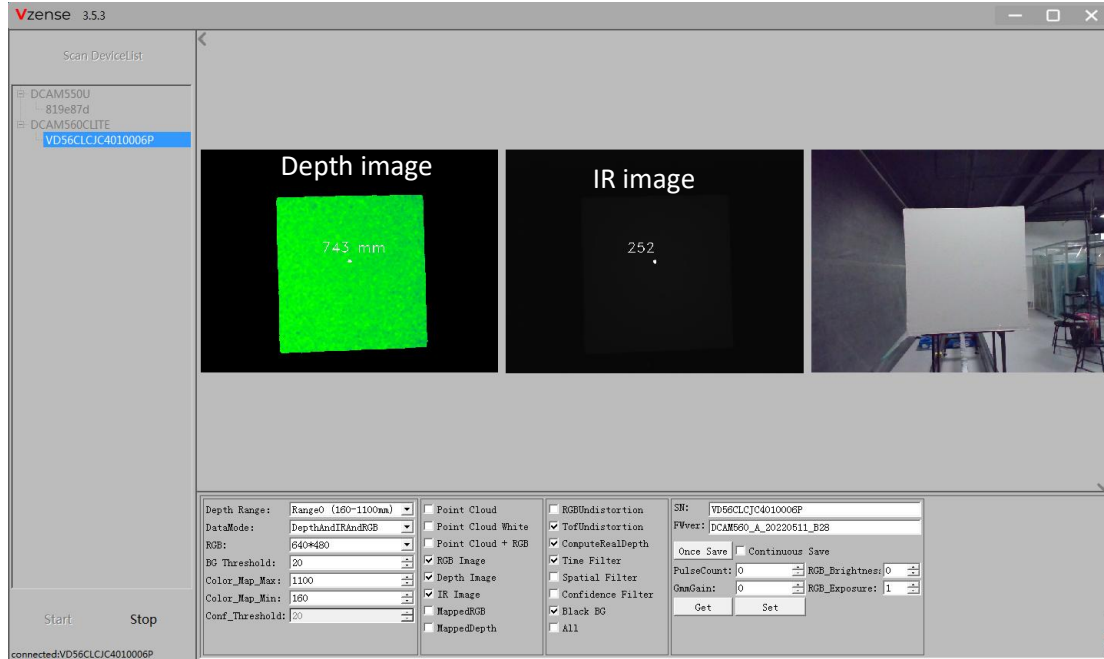 Vzense 3.5.3
Scan DeviceList
DCAM550U
819e87d
DCAM560CLITE
VD56CLCJC4010006P
Depth image
IR image
743 mm
252
Depth Range: Range0 (160-1100mm)
DataMode: DepthAndIRAndRGB
RGB: 640*480
BG Threshold: 20
Color_Map_Max: 1100
Color_Map_Min: 160
Conf_Threshold: 20
Point Cloud
Point Cloud White
Point Cloud + RGB
RGB Image
Depth Image
IR Image
MappedRGB
MappedDepth
RGBUndistortion
TofUndistortion
ComputeRealDepth
Time Filter
Spatial Filter
Confidence Filter
Black BG
All
SN: VD56CLCJC4010006P
FWver: DCAM560_A_20220511_B28
Once Save Continuous Save
PulseCount: 0 RGB_Brightness 0
GmmGain: 0 RGB_Exposure: 1
Get Set
Start Stop
connected:VD56CLCJC4010006P